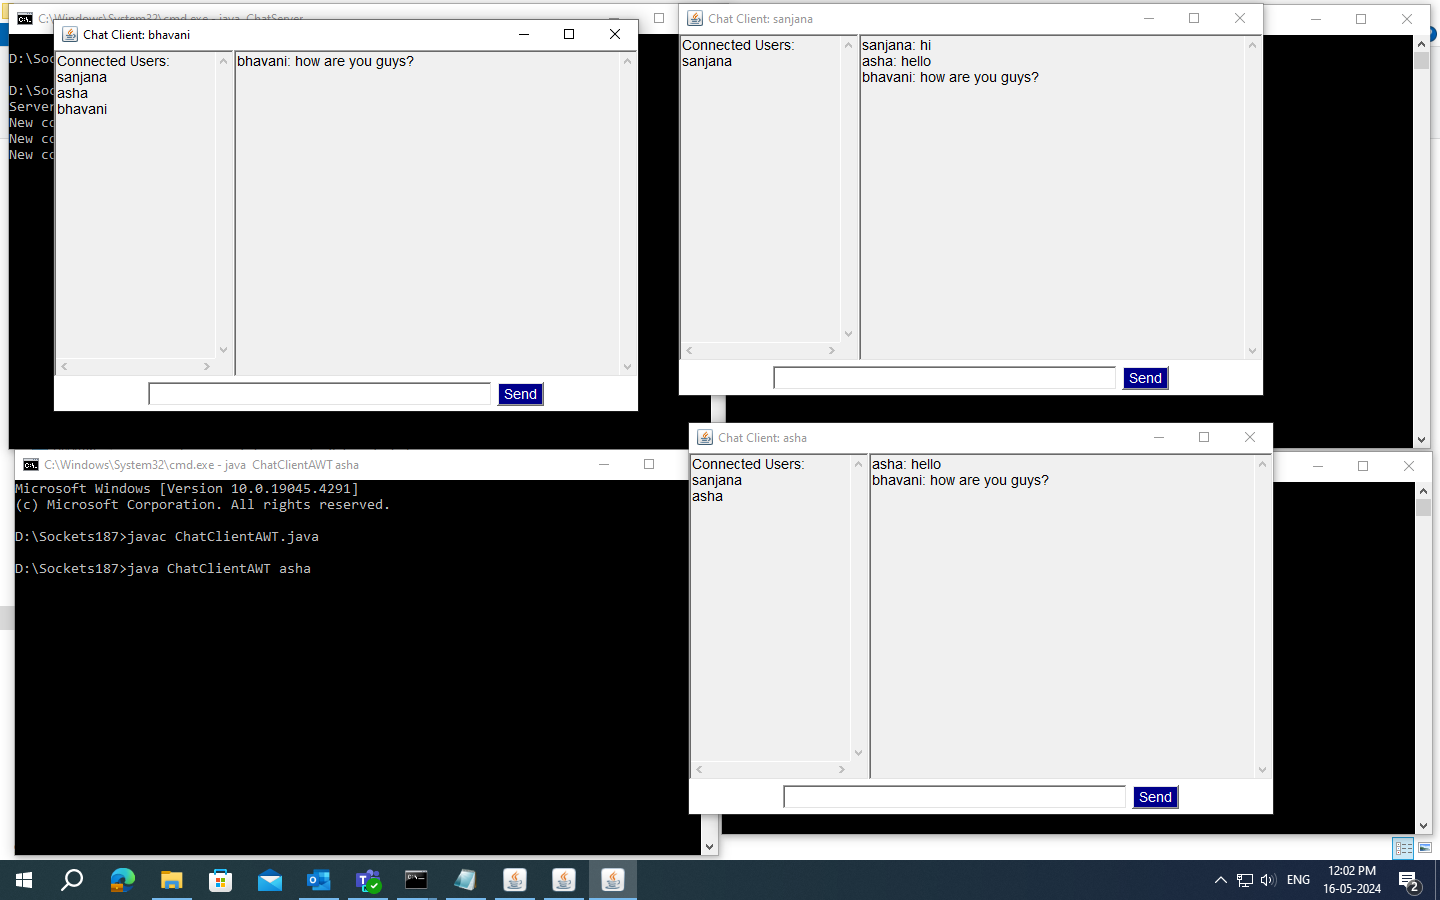 C:\Windows\System32\cmd.exe - java ChatServer
D:\Soc
D:\Soc
Server
New co
New co
New co
Chat Client: bhavani
Connected Users:
sanjana
asha
bhavani
bhavani: how are you guys?
Send
Chat Client: sanjana
Connected Users:
sanjana
sanjana: hi
asha: hello
bhavani: how are you guys?
Send
C:\Windows\System32\cmd.exe - java ChatClientAWT asha
Microsoft Windows [Version 10.0.19045.4291]
(c) Microsoft Corporation. All rights reserved.
D:\Sockets187>javac ChatClientAWT.java
D:\Sockets187>java ChatClientAWT asha
Chat Client: asha
Connected Users:
sanjana
asha
asha: hello
bhavani: how are you guys?
Send
ENG
12:02 PM
16-05-2024
2